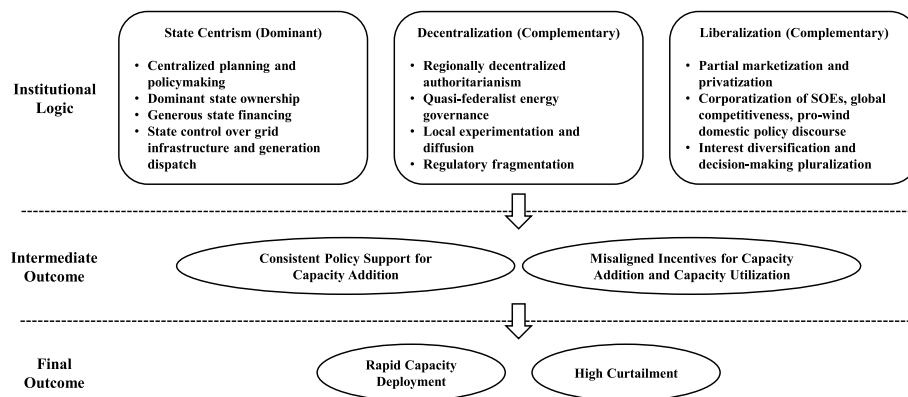 State Centrism (Dominant)
• Centralized planning and
policymaking
• Dominant state ownership
• Generous state financing
• State control over grid
infrastructure and generation
dispatch
Decentralization (Complementary)
• Regionally decentralized
authoritarianism
• Quasi-federalist energy
governance
• Local experimentation and
diffusion
• Regulatory fragmentation
Liberalization (Complementary)
• Partial marketization and
privatization
• Corporatization of SOEs, global
competitiveness, pro-wind
domestic policy discourse
• Interest diversification and
decision-making pluralization
Institutional
Logic
Intermediate
Outcome
Consistent Policy Support for
Capacity Addition
Misaligned Incentives for Capacity
Addition and Capacity Utilization
Final
Outcome
Rapid Capacity
Deployment
High Curtailment